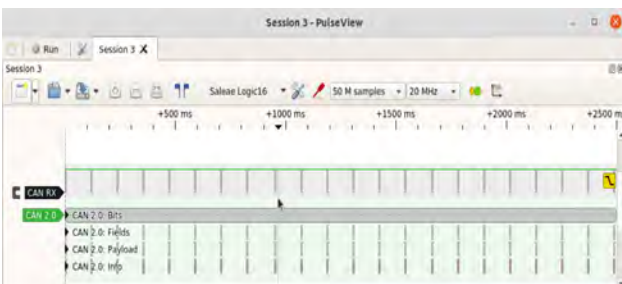 Session 3 - PulseView
Run
Session 3 X
Session 3
Saleae Logic16
50 M samples
20 MHz
+500 ms
+1000 ms
+1500 ms
+2000 ms
+2500 m
CAN RX
CAN 2.0
CAN 2.0: Bits
CAN 2.0: Fields
CAN 2.0: Payload
CAN 2.0: Info